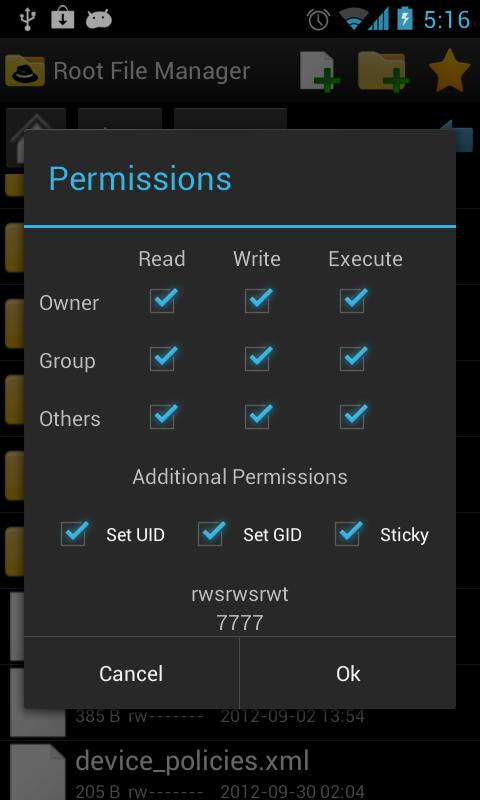 5:16
Root File Manager
Permissions
Read Write Execute
Owner
Group
Others
Additional Permissions
Set UID Set GID Sticky
rwsrwsrwt
7777
Cancel Ok
385 B rw------- 2012-09-02 13:54
device_policies.xml
205 B rw------- 2012-09-30 02:04